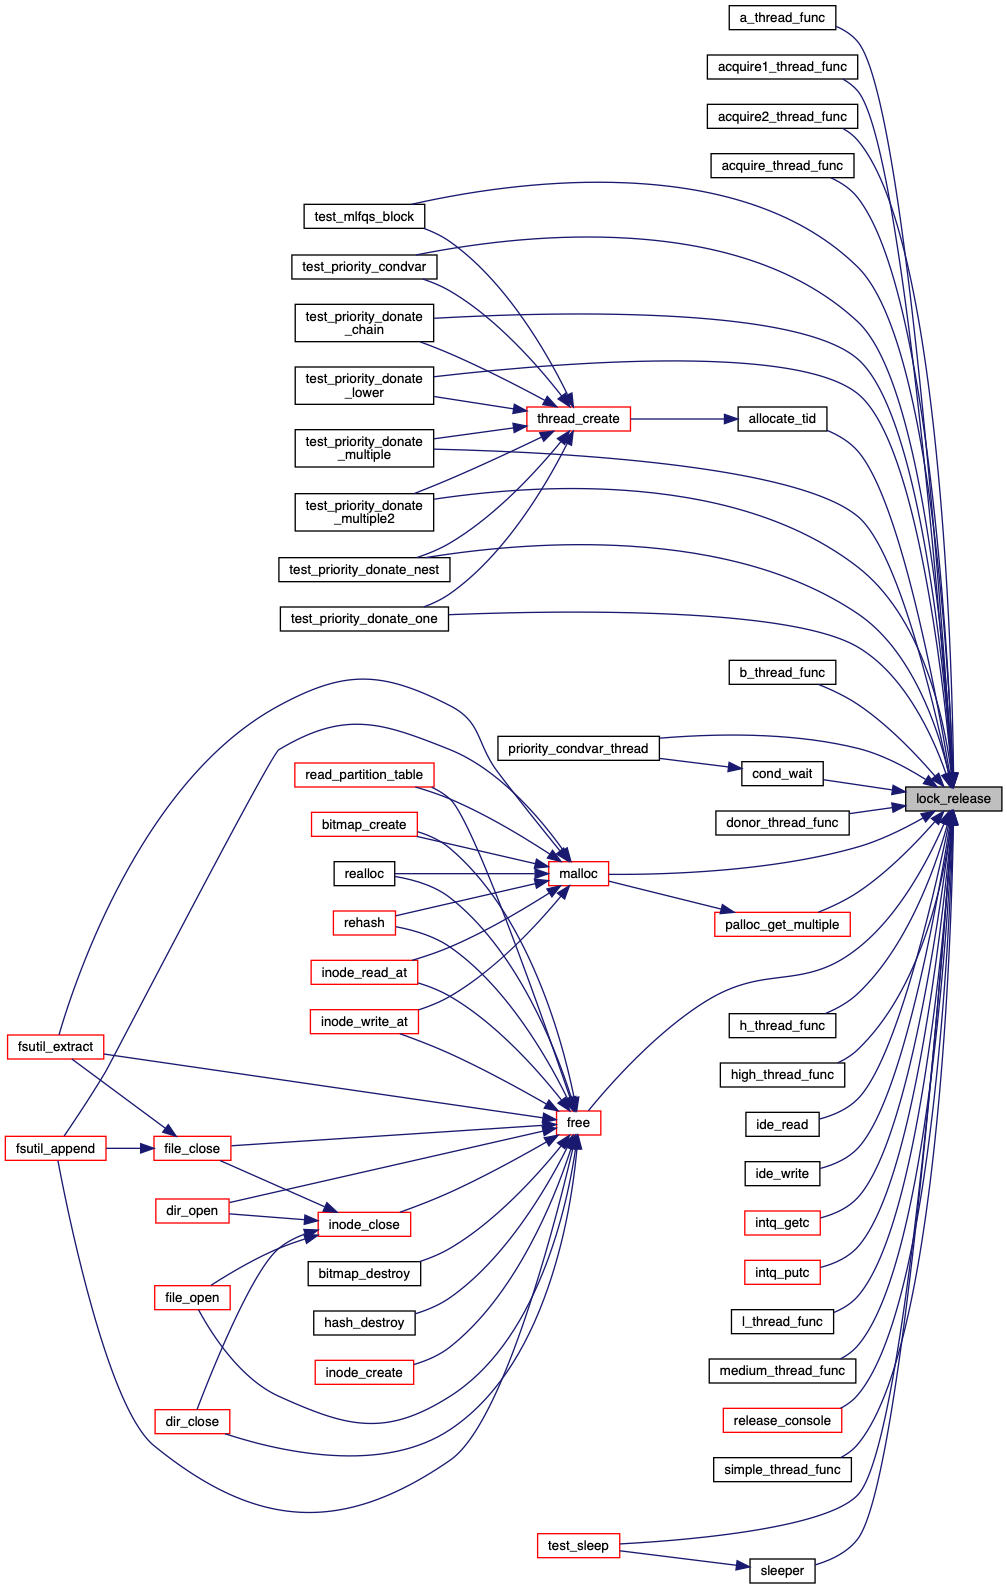 a_thread_func
acquire1_thread_func
acquire2_thread_func
acquire_thread_func
test_mlfqs_block
test_priority_condvar
test_priority_donate
_chain
test_priority_donate
_lower
thread_create
allocate_tid
test_priority_donate
_multiple
test_priority_donate
_multiple2
test_priority_donate_nest
test_priority_donate_one
b_thread_func
priority_condvar_thread
cond_wait
read_partition_table
lock_release
bitmap_create
donor_thread_func
realloc
malloc
rehash
palloc_get_multiple
inode_read_at
inode_write_at
h_thread_func
fsutil_extract
high_thread_func
free
ide_read
fsutil_append
file_close
ide_write
dir_open
inode_close
intq_getc
bitmap_destroy
intq_putc
file_open
hash_destroy
l_thread_func
inode_create
medium_thread_func
dir_close
release_console
simple_thread_func
test_sleep
sleeper